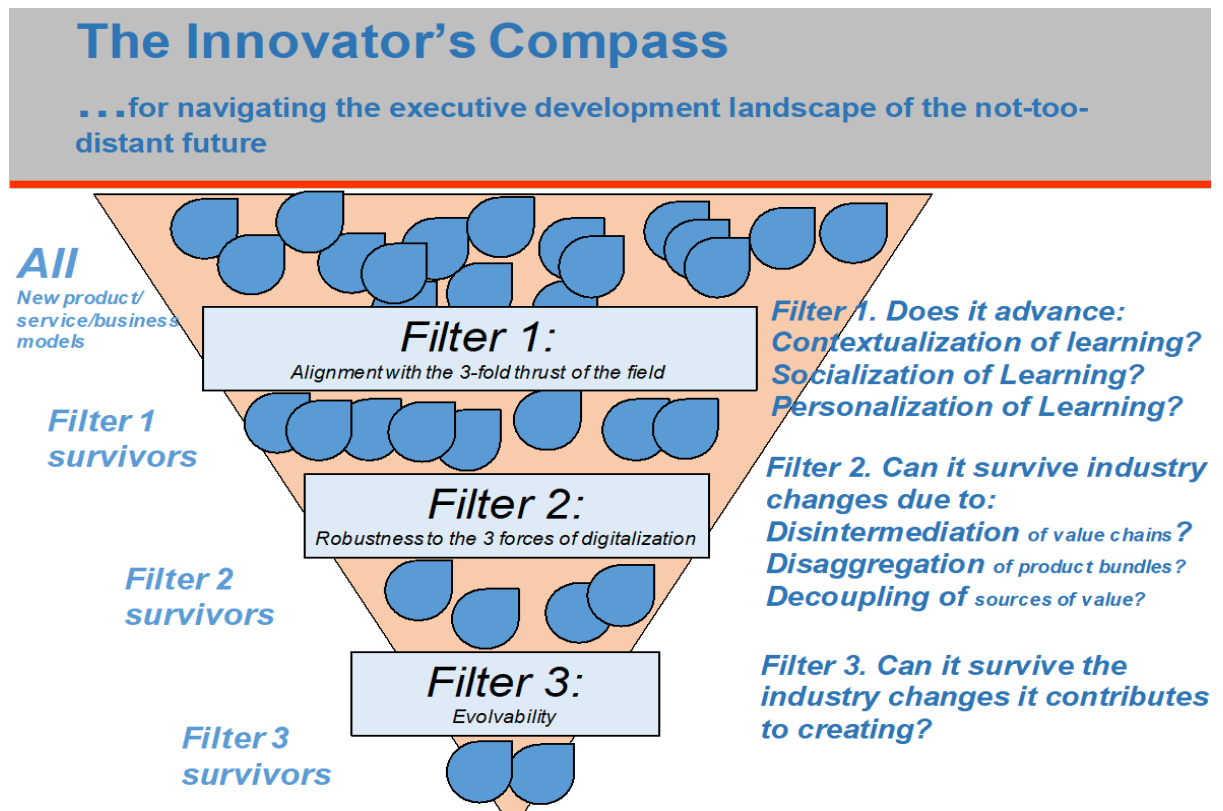 The Innovator's Compass
...for navigating the executive development landscape of the not-too-
distant future
All
New product/
service/business
models
Filter 1:
Alignment with the 3-fold thrust of the field
Filter 1. Does it advance:
Contextualization of learning?
Socialization of Learning?
Personalization of Learning?
Filter 1
survivors
Filter 2:
Robustness to the 3 forces of digitalization
Filter 2. Can it survive industry
changes due to:
Disintermediation of value chains?
Disaggregation of product bundles?
Decoupling of sources of value?
Filter 2
survivors
Filter 3:
Evolvability
Filter 3. Can it survive the
industry changes it contributes
to creating?
Filter 3
survivors